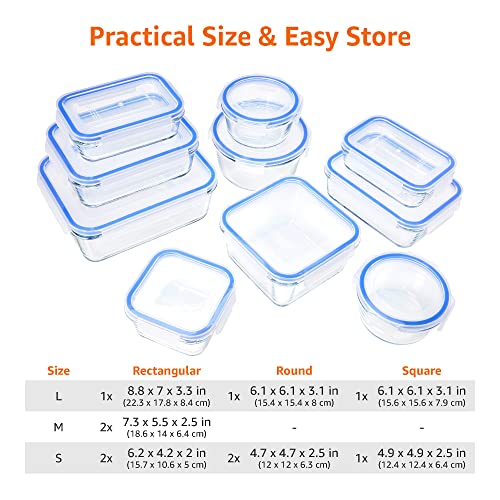 Practical Size & Easy Store
Size Rectangular Round Square
L 1x 8.8 x 7 x 3.3 in 1x 6.1 x 6.1 x 3.1 in 1x 6.1 x 6.1 x 3.1 in
(22.3 x 17.8 x 8.4 cm) (15.4 x 15.4 x 8 cm) (15.6 x 15.6 x 7.9 cm)
M 2x 7.3 x 5.5 x 2.5 in - -
(18.6 x 14 x 6.4 cm)
S 2x 6.2 x 4.2 x 2 in 2x 4.7 x 4.7 x 2.5 in 1x 4.9 x 4.9 x 2.5 in
(15.7 x 10.6 x 5 cm) (12 x 12 x 6.3 cm) (12.4 x 12.4 x 6.4 cm)